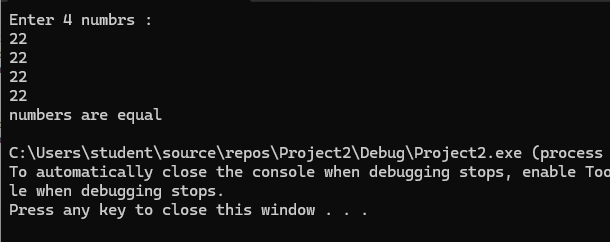 Enter 4 numbrs :
22
22
22
22
numbers are equal
C:\Users\student\source\repos\Project2\Debug\Project2.exe (process
To automatically close the console when debugging stops, enable Too
le when debugging stops.
Press any key to close this window . . .